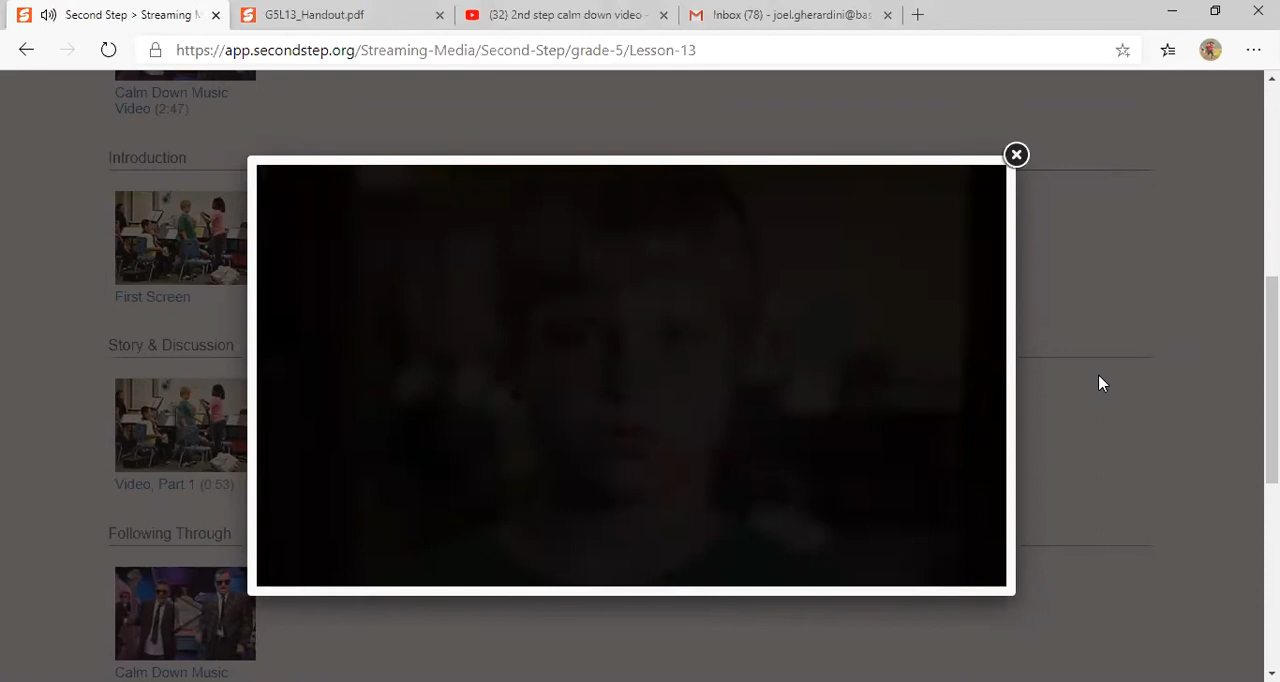 Second Step > Streaming M
G5L13_Handout.pdf
(32) 2nd step calm down video -
Inbox (78) - joel.gherardini@bas
https://app.secondstep.org/Streaming-Media/Second-Step/grade-5/Lesson-13
Calm Down Music
Video (2:47)
Introduction
First Screen
Story & Discussion
Video, Part 1 (0:53)
Following Through
Calm Down Music